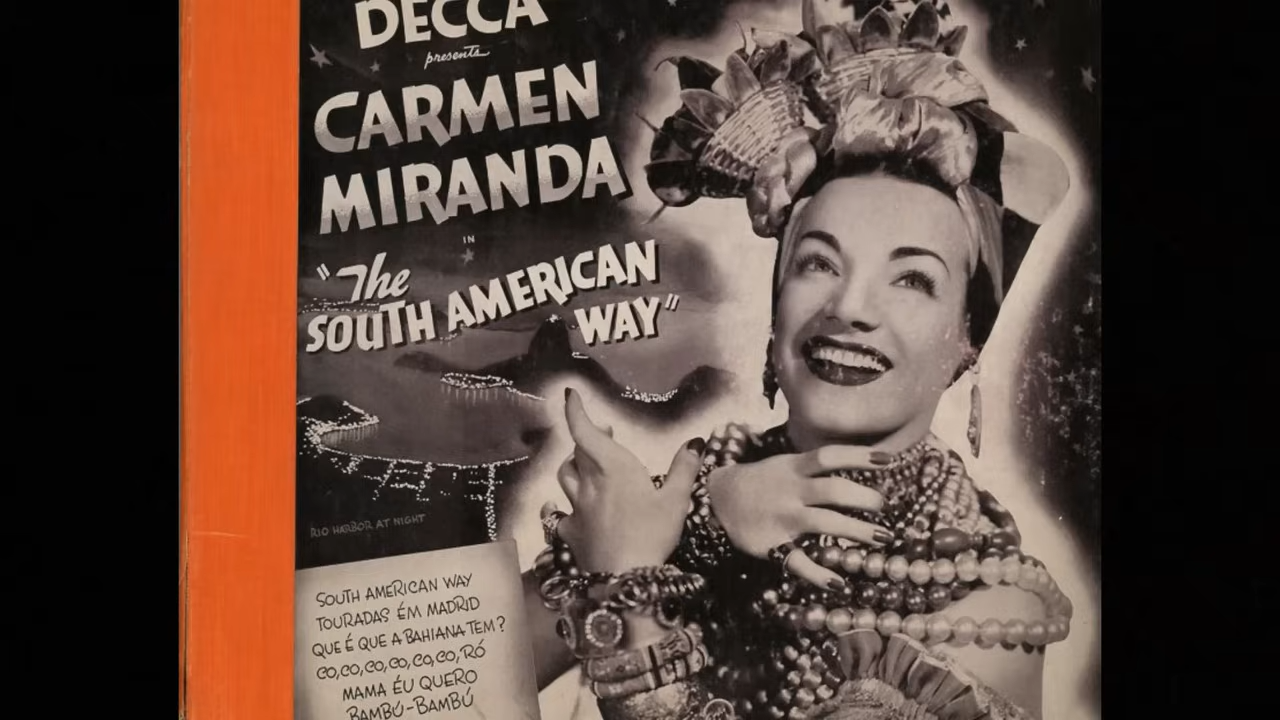 DECCA
presents
CARMEN
MIRANDA
IN
"The
SOUTH AMERICAN
WAY"
RIO HARBOR AT NIGHT
SOUTH AMERICAN WAY
TOURADAS ÉM MADRID
QUE É QUE A BAHIANA TEM?
CO,CO,CO,CO,CO,CO,RÓ
MAMA ÉU QUERO
BAMBÚ-BAMBÚ